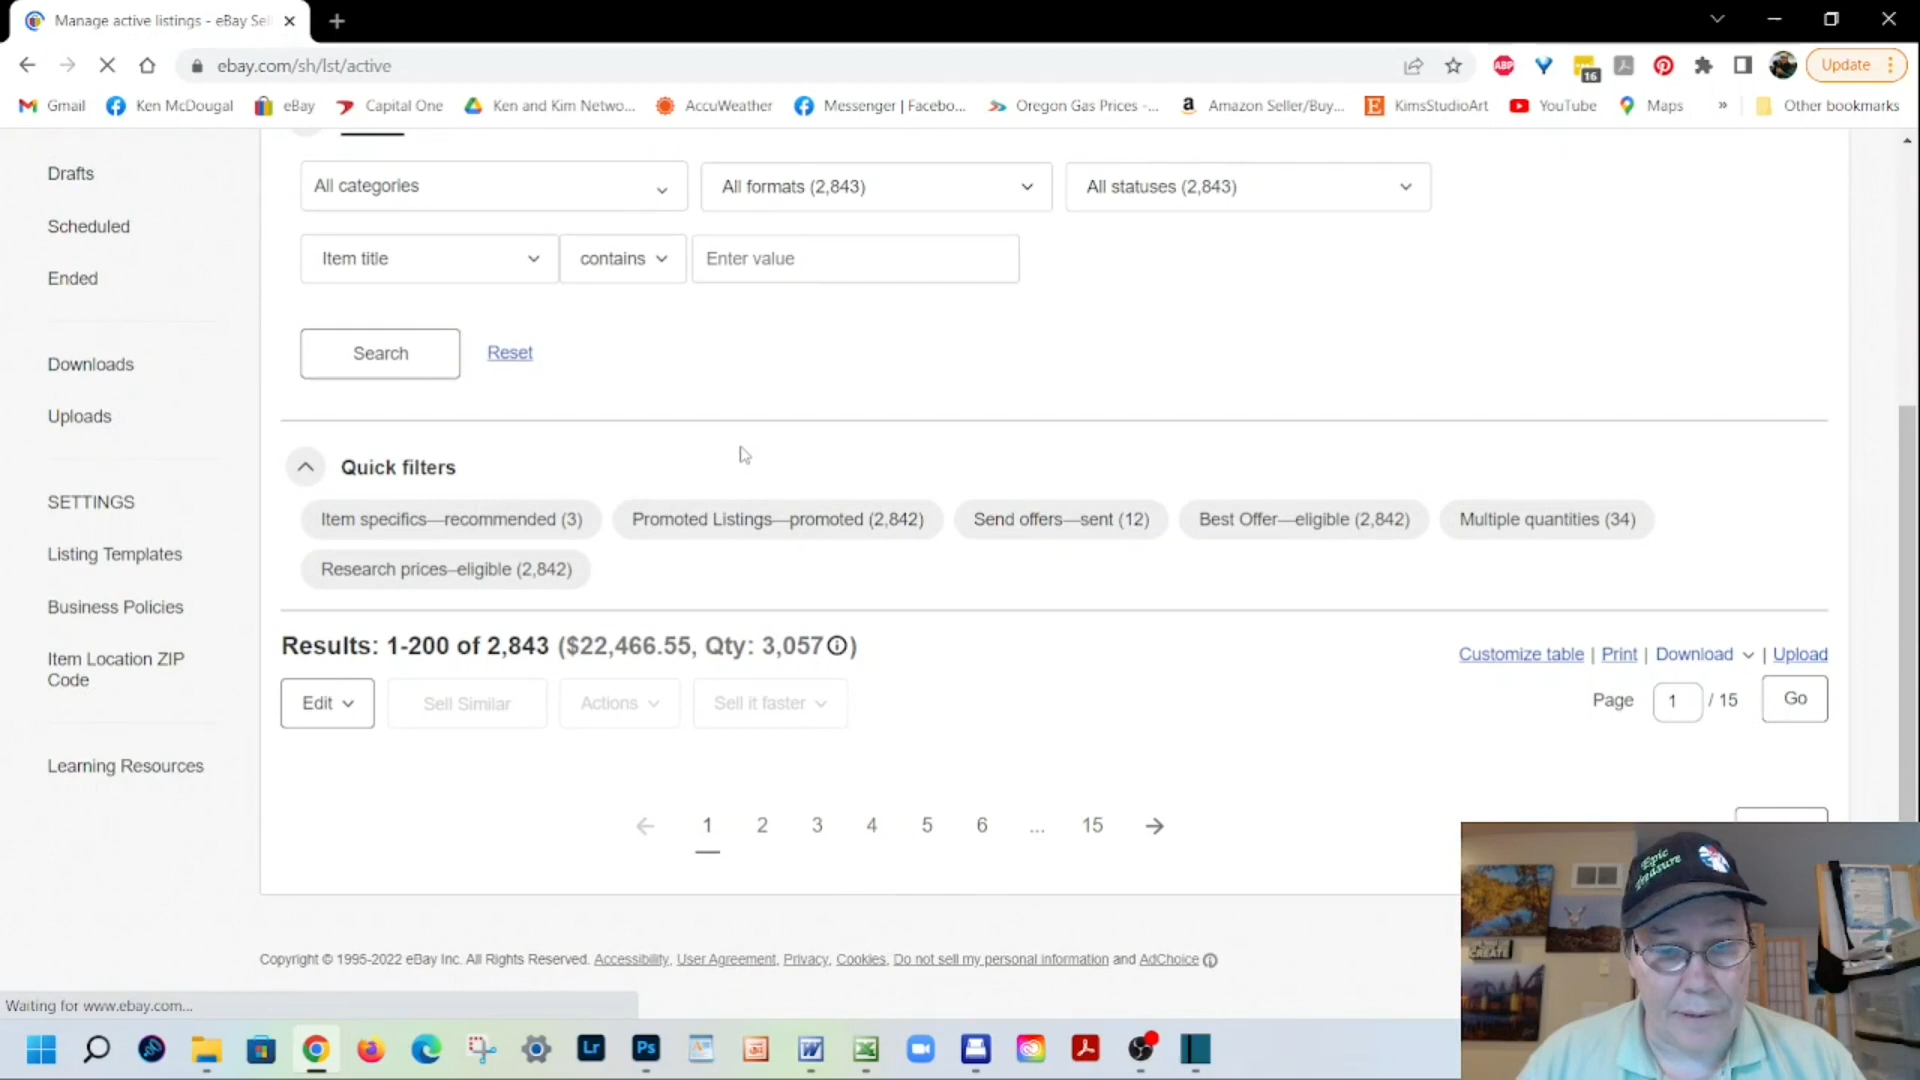 Manage active listings - eBay Sell
ebay.com/sh/lst/active
ABP
16
Update
Gmail
Ken McDougal
eBay
Capital One
Ken and Kim Netwo...
AccuWeather
Messenger | Facebo...
Oregon Gas Prices -...
Amazon Seller/Buy...
KimsStudioArt
YouTube
Maps
»
Other bookmarks
Drafts
Scheduled
Ended
Downloads
Uploads
SETTINGS
Listing Templates
Business Policies
Item Location ZIP
Code
Learning Resources
All categories
All formats (2,843)
All statuses (2,843)
Item title
contains
Enter value
Search
Reset
Quick filters
Item specifics—recommended (3)
Promoted Listings—promoted (2,842)
Send offers—sent (12)
Best Offer—eligible (2,842)
Multiple quantities (34)
Research prices–eligible (2,842)
Results: 1-200 of 2,843 ($22,466.55, Qty: 3,057)
Customize table | Print | Download | Upload
Edit
Sell Similar
Actions
Sell it faster
Page 1 / 15 Go
1 2 3 4 5 6 ... 15
Copyright © 1995-2022 eBay Inc. All Rights Reserved. Accessibility, User Agreement, Privacy, Cookies, Do not sell my personal information and AdChoice
Waiting for www.ebay.com...
Lr
Ps
Epic
Treasure
CREATE